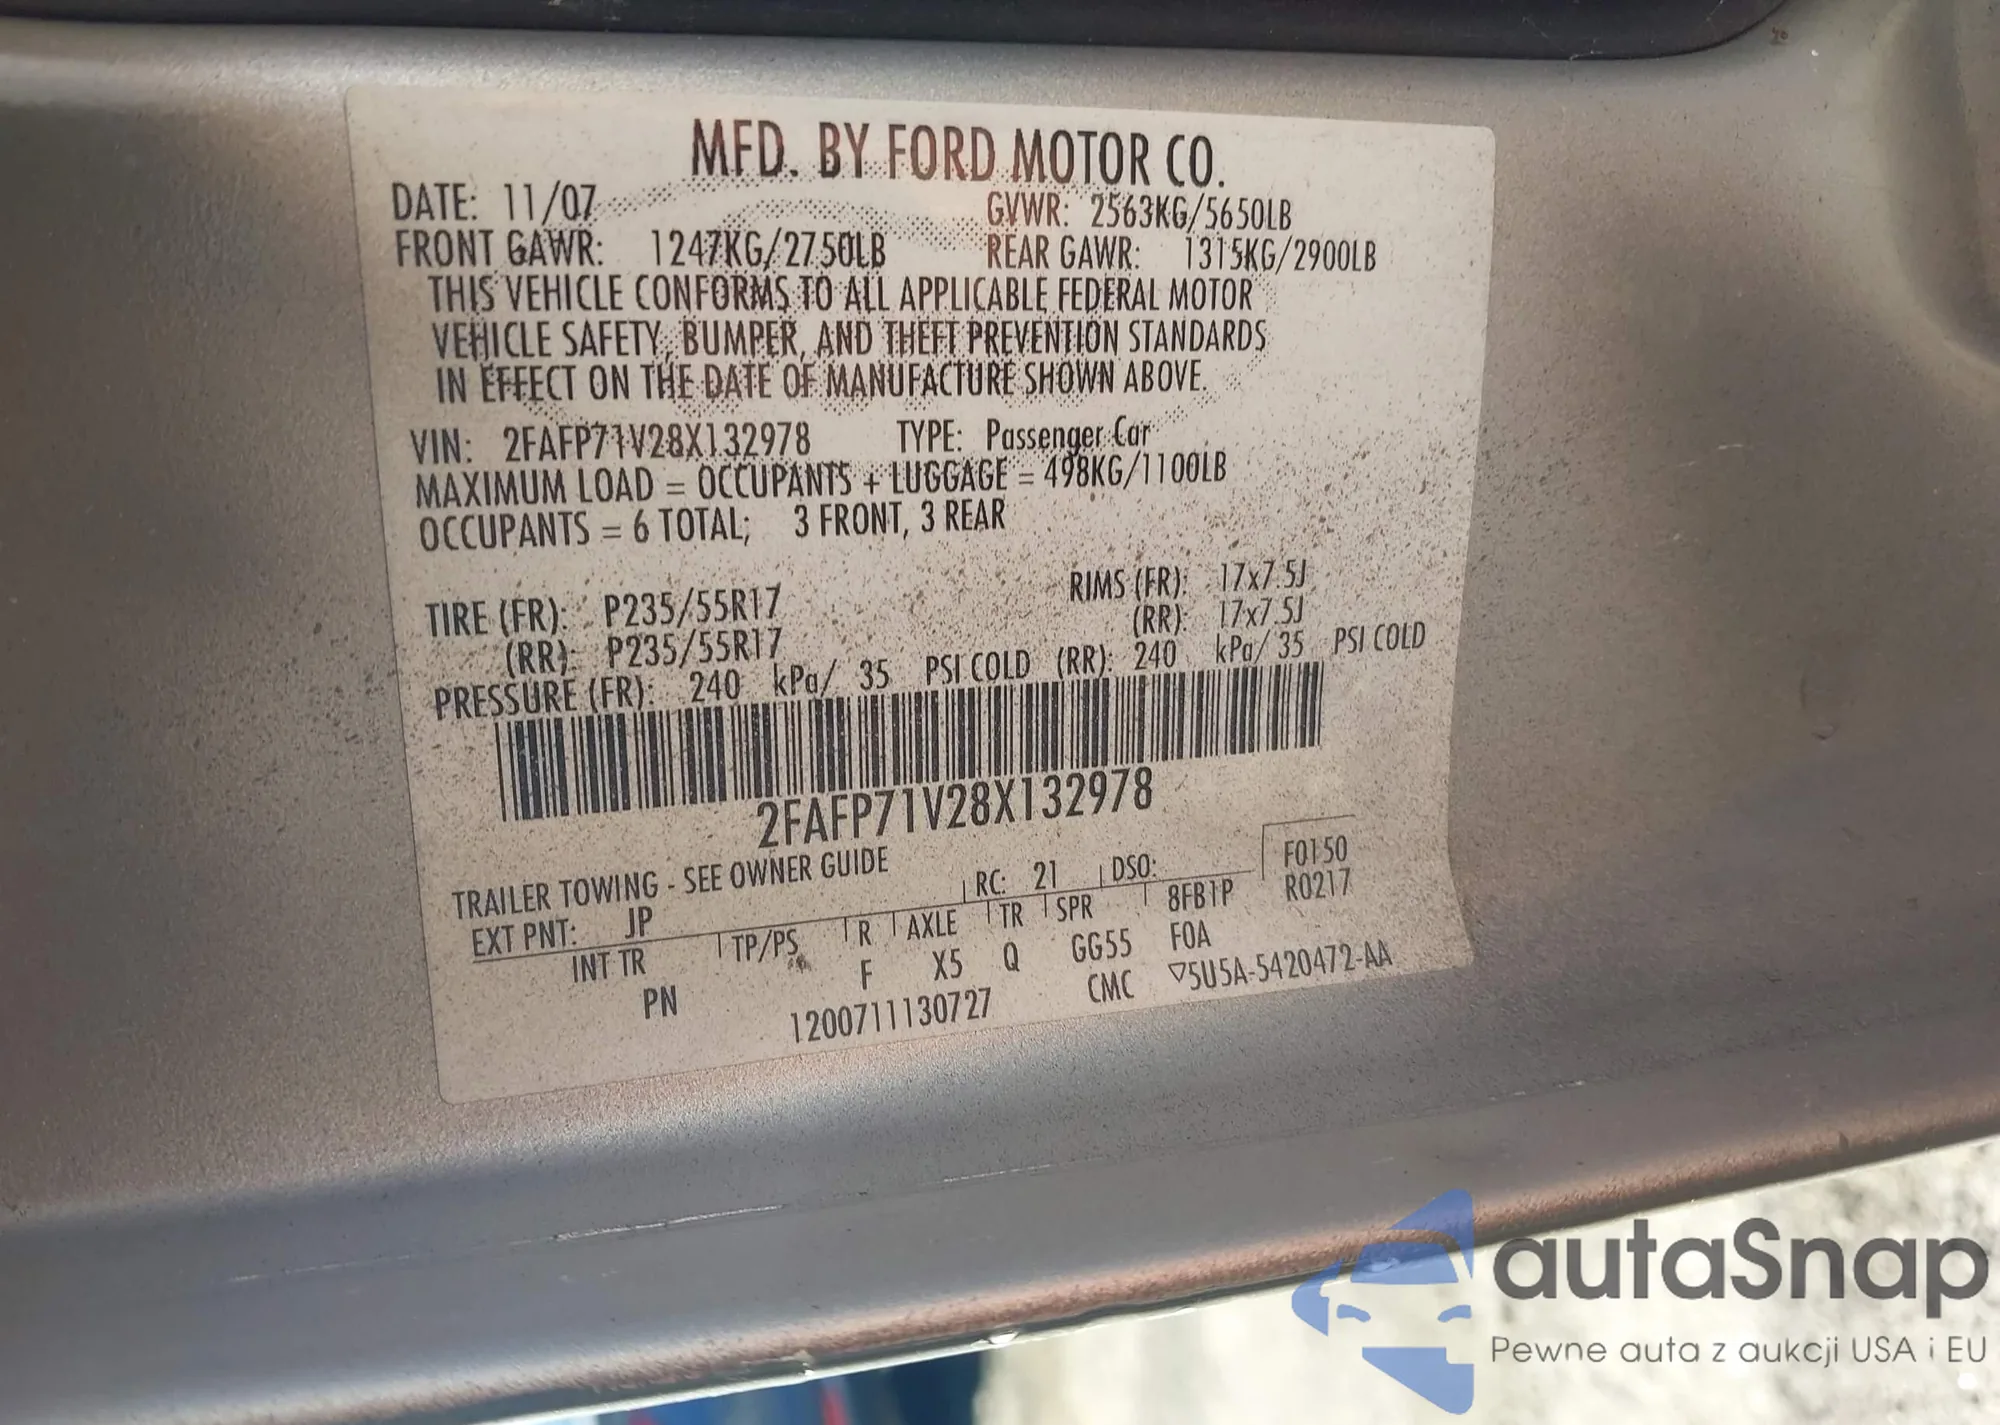 MFD. BY FORD MOTOR CO.
DATE: 11/07 GVWR: 2563KG/5650LB
FRONT GAWR: 1247KG/2750LB REAR GAWR: 1315KG/2900LB
THIS VEHICLE CONFORMS TO ALL APPLICABLE FEDERAL MOTOR
VEHICLE SAFETY, BUMPER, AND THEFT PREVENTION STANDARDS
IN EFFECT ON THE DATE OF MANUFACTURE SHOWN ABOVE.
VIN: 2FAFP71V28X132978 TYPE: Passenger Car
MAXIMUM LOAD = OCCUPANTS + LUGGAGE = 498KG/1100LB
OCCUPANTS = 6 TOTAL; 3 FRONT, 3 REAR
TIRE (FR): P235/55R17 RIMS (FR): 17x7.5J
(RR): P235/55R17 (RR): 17x7.5J
PRESSURE (FR): 240 kPa/ 35 PSI COLD (RR): 240 kPa/ 35 PSI COLD
2FAFP71V28X132978
TRAILER TOWING - SEE OWNER GUIDE F0150
EXT PNT: JP RC: 21 DSO: R0217
INT TR TP/PS R AXLE TR SPR 8FB1P
PN F X5 Q GG55 F0A
1200711130727 CMC ▽5U5A-5420472-AA
autaSnap
Pewne auta z aukcji USA i EU